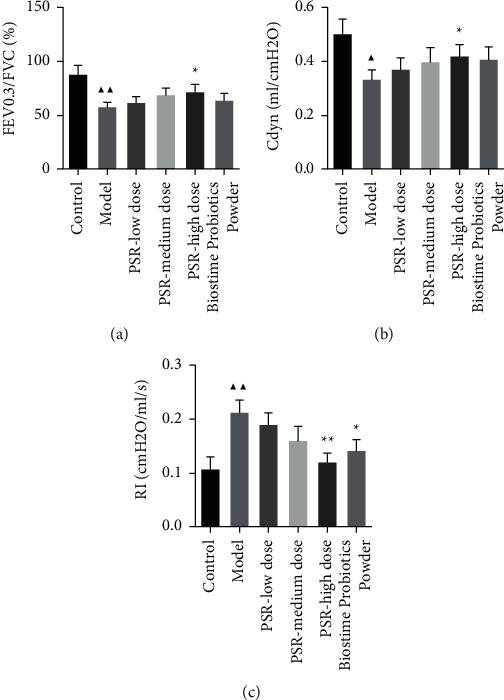 FEV0.3/FVC (%)
150
100
50
0
▲▲
*
Control
Model
PSR-low dose
PSR-medium dose
PSR-high dose
Biostime Probiotics
Powder
(a)
Cdyn (ml/cmH2O)
0.6
0.4
0.2
0.0
▲
*
Control
Model
PSR-low dose
PSR-medium dose
PSR-high dose
Biostime Probiotics
Powder
(b)
RI (cmH2O/ml/s)
0.3
0.2
0.1
0.0
▲▲
**
*
Control
Model
PSR-low dose
PSR-medium dose
PSR-high dose
Biostime Probiotics
Powder
(c)